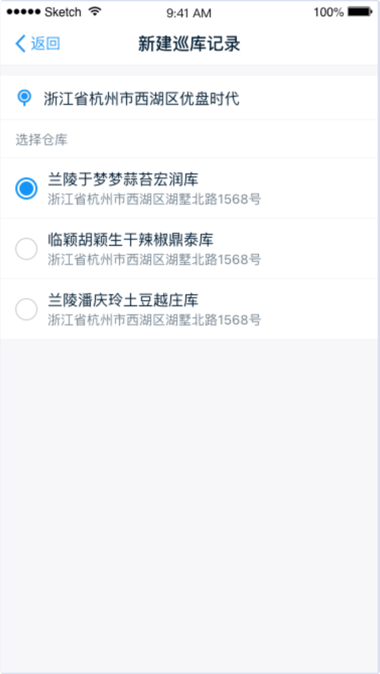 Sketch 9:41 AM 100%
返回 新建巡库记录
浙江省杭州市西湖区优盘时代
选择仓库
兰陵于梦梦蒜苔宏润库
浙江省杭州市西湖区湖墅北路1568号
临颖胡颖生干辣椒鼎泰库
浙江省杭州市西湖区湖墅北路1568号
兰陵潘庆玲土豆越庄库
浙江省杭州市西湖区湖墅北路1568号